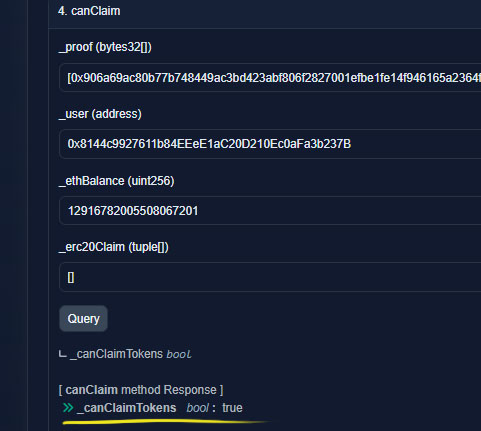 4. canClaim
_proof (bytes32[])
[0x906a69ac80b77b748449ac3bd423abf806f2827001efbe1fe14f946165a2364f
_user (address)
0x8144c9927611b84EEeE1aC20D210Ec0aFa3b237B
_ethBalance (uint256)
12916782005508067201
_erc20Claim (tuple[])
[]
Query
_canClaimTokens bool
[ canClaim method Response ]
_canClaimTokens bool : true